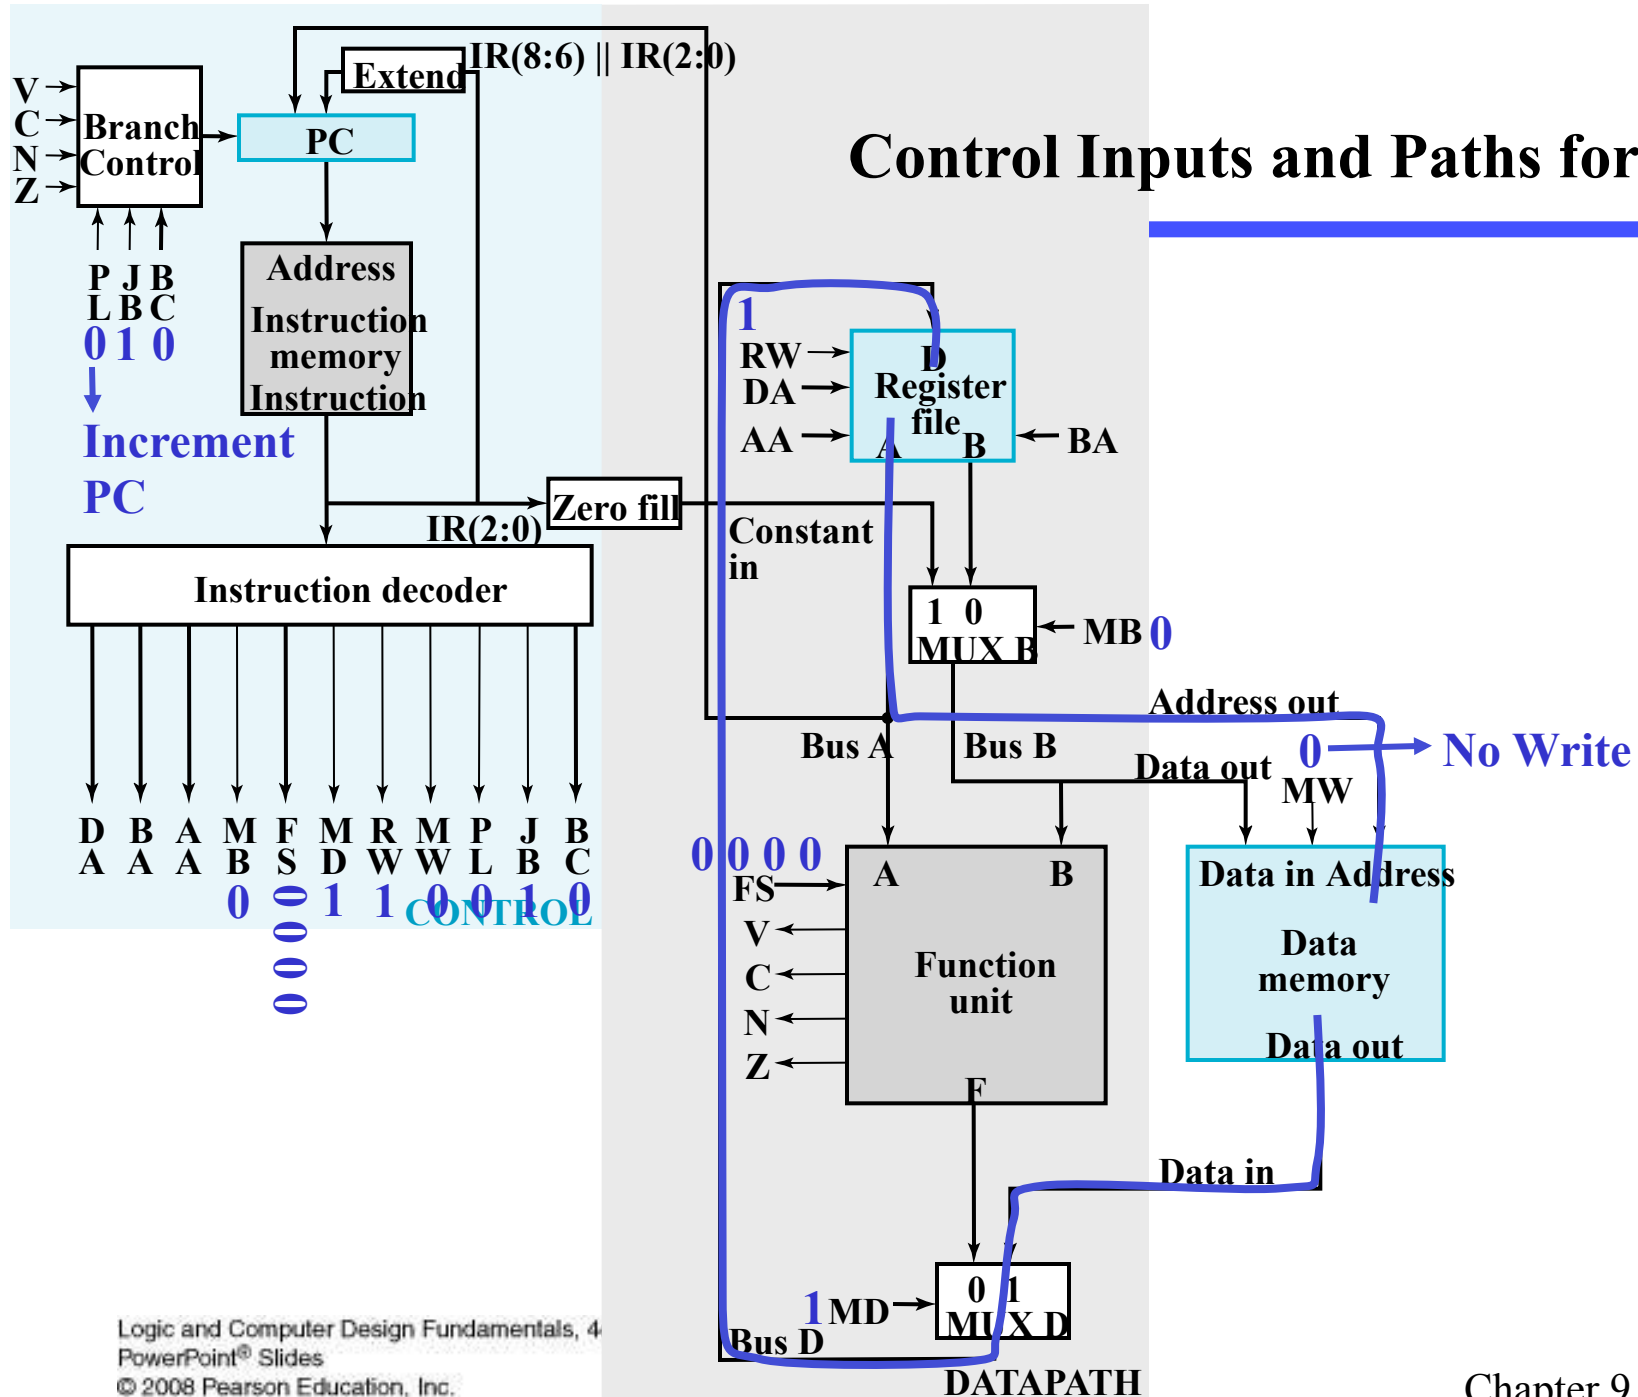 Control Inputs and Paths for
IR(8:6) || IR(2:0)
Extend
V
C
N
Z
Branch
Control
PC
P J B
L B C
0 1 0
Increment
PC
Address
Instruction
memory
Instruction
IR(2:0)
Zero fill
Instruction decoder
D B A M F M R M P J B
A A A B S D W W L B C
0 0 1 1 0 0 1 0
0
0
0
CONTROL
1
RW
DA
AA
D
Register
file
A B
BA
Constant
in
1 0
MUX B
MB 0
Address out
Bus A
Bus B
0
No Write
Data out
MW
0 0 0 0
FS
V
C
N
Z
A B
Function
unit
F
Data in Address
Data
memory
Data out
Data in
0 1
MUX D
1 MD
Bus D
DATAPATH
Logic and Computer Design Fundamentals, 4
PowerPoint® Slides
© 2008 Pearson Education, Inc.
Chapter 9